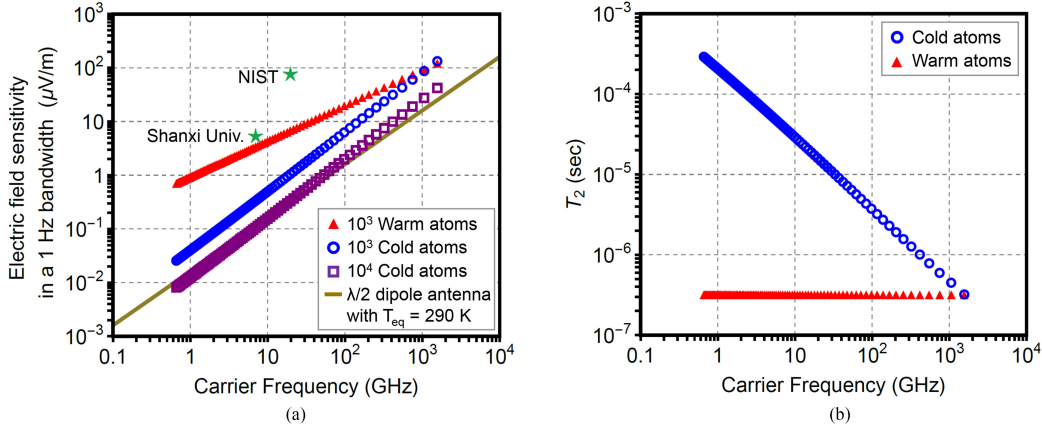 Electric field sensitivity
in a 1 Hz bandwidth (μV/m)
10³
10²
10
1
10⁻¹
10⁻²
10⁻³
NIST
Shanxi Univ.
10³ Warm atoms
10³ Cold atoms
10⁴ Cold atoms
λ/2 dipole antenna
with Teq = 290 K
0.1 1 10 10² 10³ 10⁴
Carrier Frequency (GHz)
(a)
T₂ (sec)
10⁻³
10⁻⁴
10⁻⁵
10⁻⁶
10⁻⁷
Cold atoms
Warm atoms
0.1 1 10 10² 10³ 10⁴
Carrier Frequency (GHz)
(b)